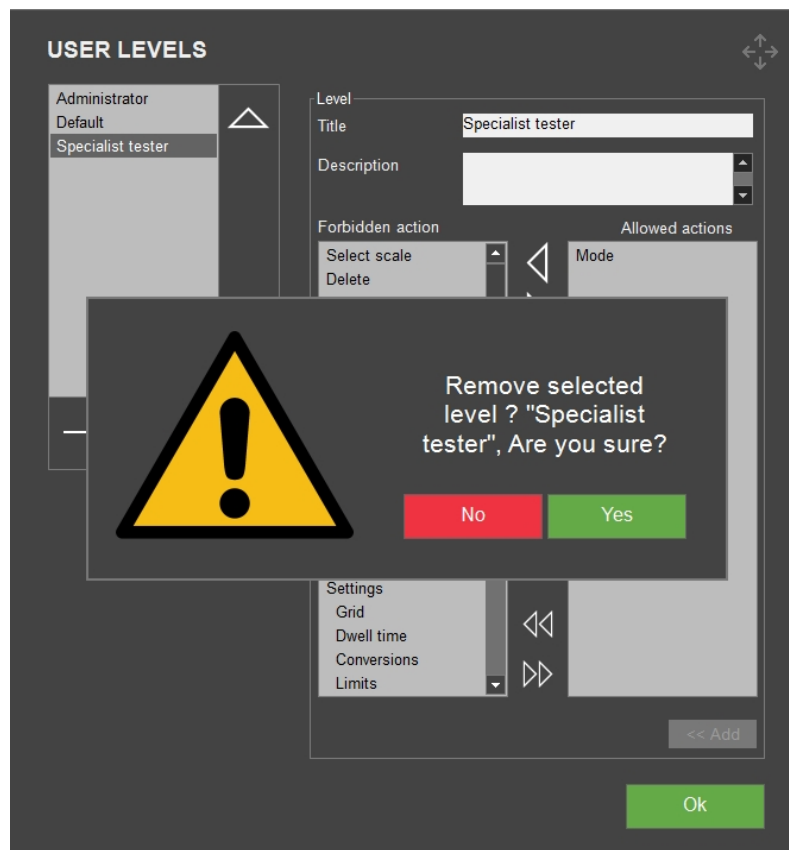 USER LEVELS
Administrator
Default
Specialist tester
Level
Title
Specialist tester
Description
Forbidden action
Allowed actions
Select scale
Delete
Mode
Remove selected
level ? "Specialist
tester", Are you sure?
No
Yes
Settings
Grid
Dwell time
Conversions
Limits
<< Add
Ok